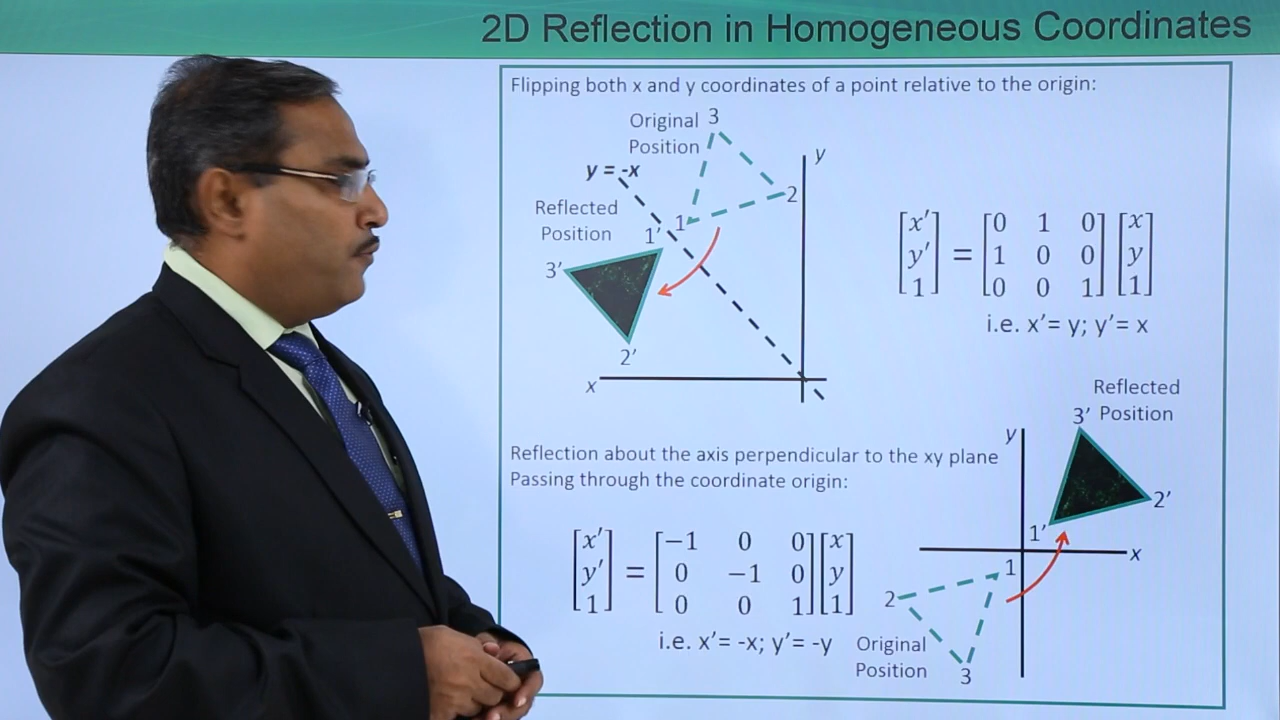 2D Reflection in Homogeneous Coordinates
Flipping both x and y coordinates of a point relative to the origin:
Original
Position
3
y
y = -x
2
Reflected
Position
1
1′
3′
2′
x
[x′] = [0 1 0] [x]
[y′] = [1 0 0] [y]
[1] = [0 0 1] [1]
i.e. x′= y; y′= x
Reflection about the axis perpendicular to the xy plane
Passing through the coordinate origin:
[x′] = [−1 0 0] [x]
[y′] = [0 −1 0] [y]
[1] = [0 0 1] [1]
i.e. x′= -x; y′= -y
Reflected
Position
3′
y
2′
1′
x
1
2
Original
Position
3